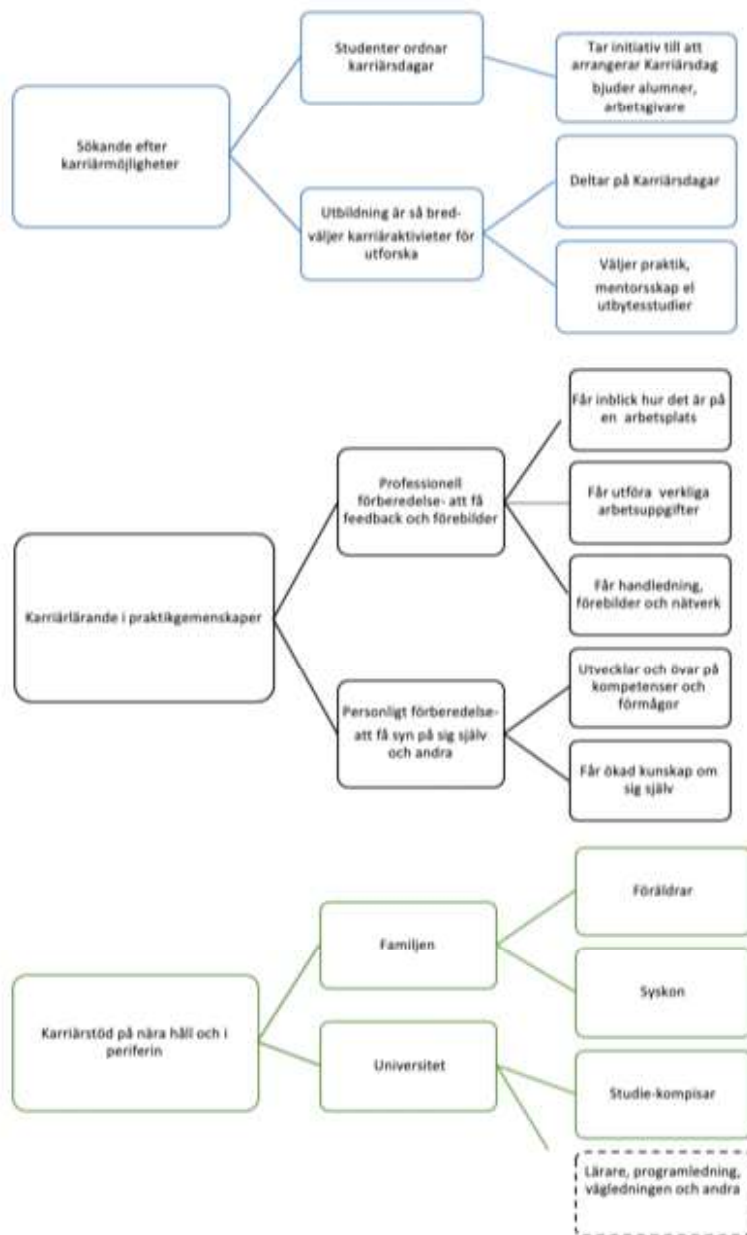 Sökande efter
karriärmöjligheter
Studenter ordnar
karriärsdagar
Tar initiativ till att
arrangerar Karriärsdag
bjuder alumner,
arbetsgivare
Utbildning är så bred-
väljer karriäraktivieter för
utforska
Deltar på Karriärsdagar
Väljer praktik,
mentorsskap el
utbytesstudier
Karriärlärande i praktikgemenskaper
Professionell
förberedelse- att få
feedback och förebilder
Får inblick hur det är på
en arbetsplats
Får utföra verkliga
arbetsuppgifter
Får handledning,
förebilder och nätverk
Personligt förberedelse-
att få syn på sig själv
och andra
Utvecklar och övar på
kompetenser och
förmågor
Får ökad kunskap om
sig själv
Karriärstöd på nära håll och i
periferin
Familjen
Föräldrar
Syskon
Universitet
Studie-kompisar
Lärare, programledning,
vägledningen och andra